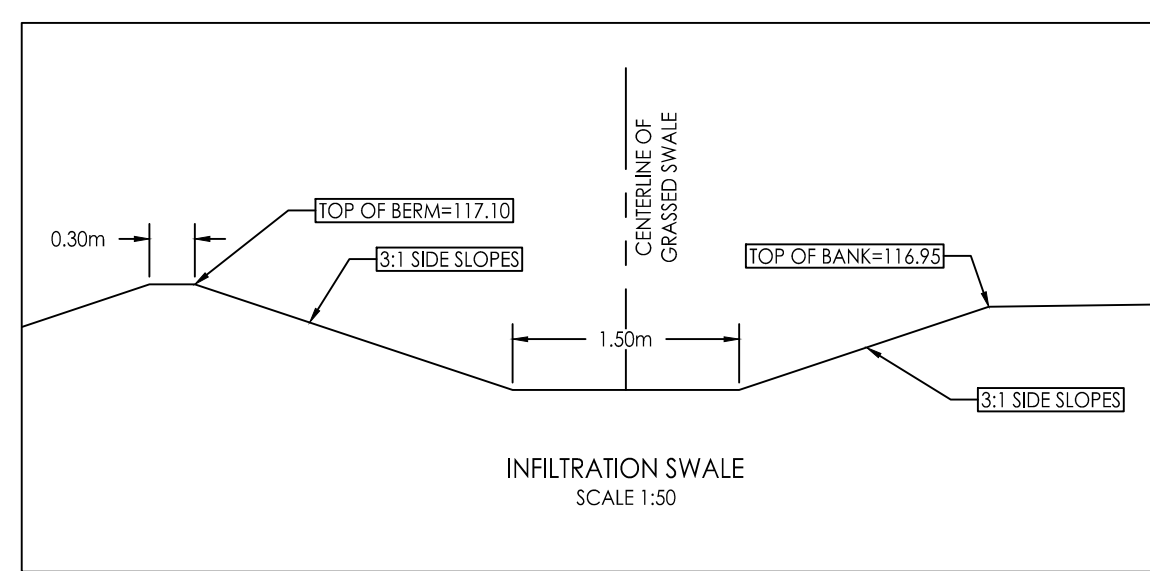 CENTERLINE OF
GRASSED SWALE
TOP OF BERM=117.10
0.30m
3:1 SIDE SLOPES
TOP OF BANK=116.95
1.50m
3:1 SIDE SLOPES
INFILTRATION SWALE
SCALE 1:50